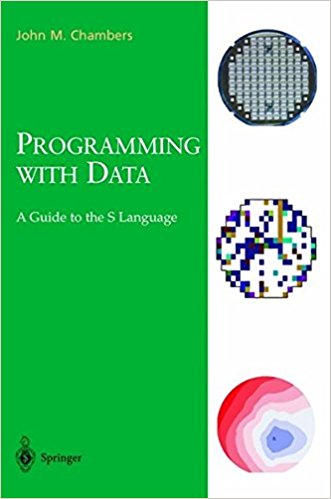 John M. Chambers
PROGRAMMING
WITH DATA
A Guide to the S Language
Springer